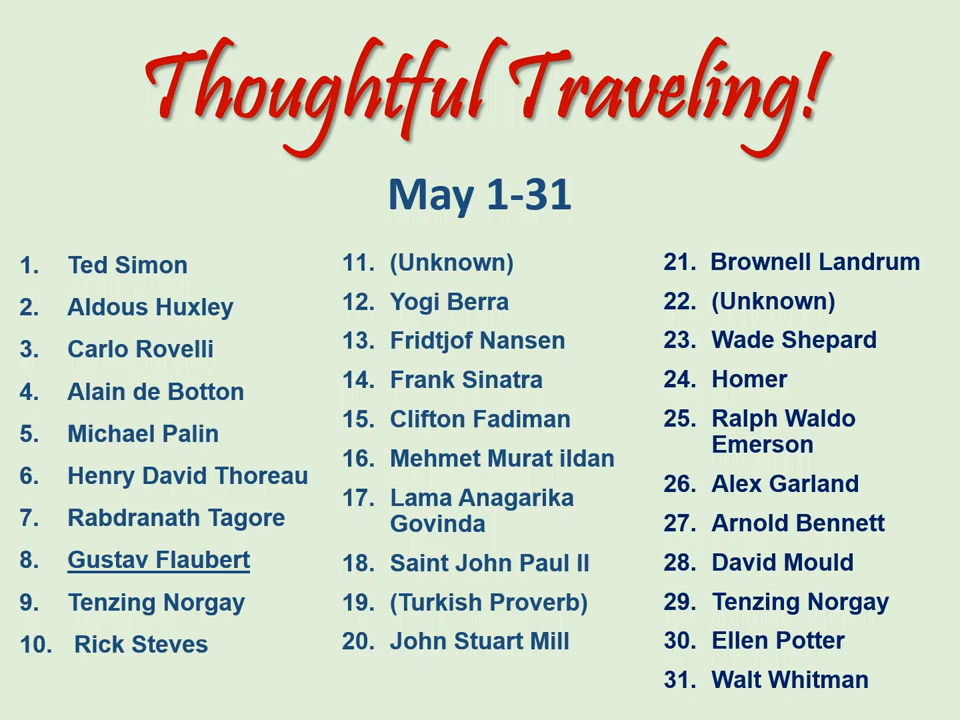 Thoughtful Traveling!
May 1-31
1. Ted Simon
2. Aldous Huxley
3. Carlo Rovelli
4. Alain de Botton
5. Michael Palin
6. Henry David Thoreau
7. Rabdranath Tagore
8. Gustav Flaubert
9. Tenzing Norgay
10. Rick Steves
11. (Unknown)
12. Yogi Berra
13. Fridtjof Nansen
14. Frank Sinatra
15. Clifton Fadiman
16. Mehmet Murat ildan
17. Lama Anagarika
Govinda
18. Saint John Paul II
19. (Turkish Proverb)
20. John Stuart Mill
21. Brownell Landrum
22. (Unknown)
23. Wade Shepard
24. Homer
25. Ralph Waldo
Emerson
26. Alex Garland
27. Arnold Bennett
28. David Mould
29. Tenzing Norgay
30. Ellen Potter
31. Walt Whitman